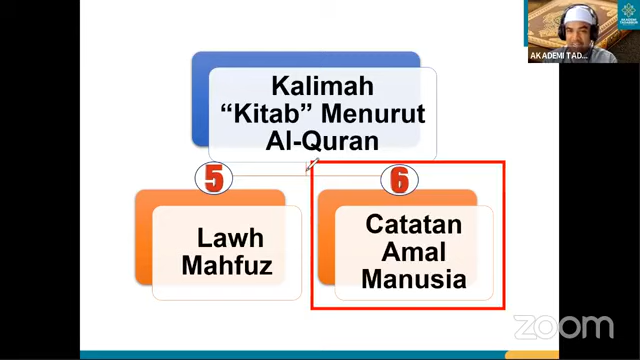 Kalimah
“Kitab” Menurut
Al-Quran
5
6
Lawh
Mahfuz
Catatan
Amal
Manusia
AKADEMI TAD...
zoom